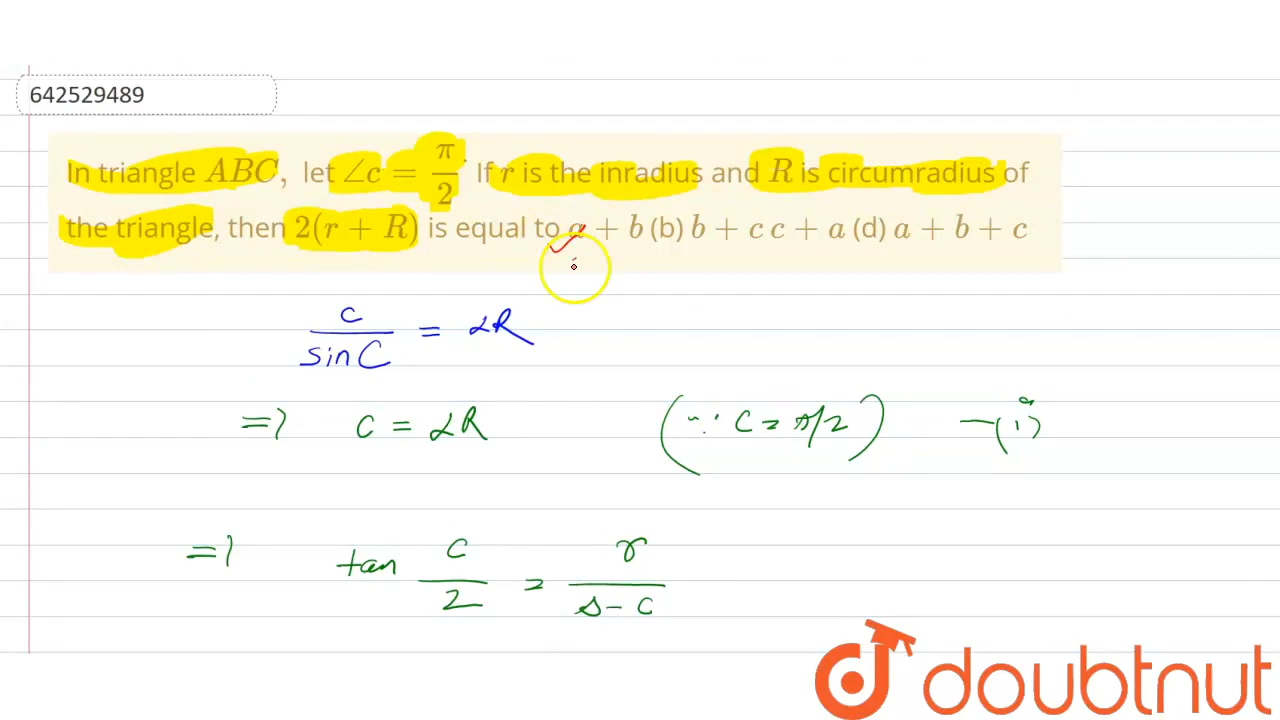 642529489
In triangle ABC, let ∠c = π/2. If r is the inradius and R is circumradius of
the triangle, then 2(r + R) is equal to a + b (b) b + c c + a (d) a + b + c
c/sinC = 2R
=> c = 2R (∵ C = π/2) —(1)
=> tan C/2 = r/s-c
doubtnut